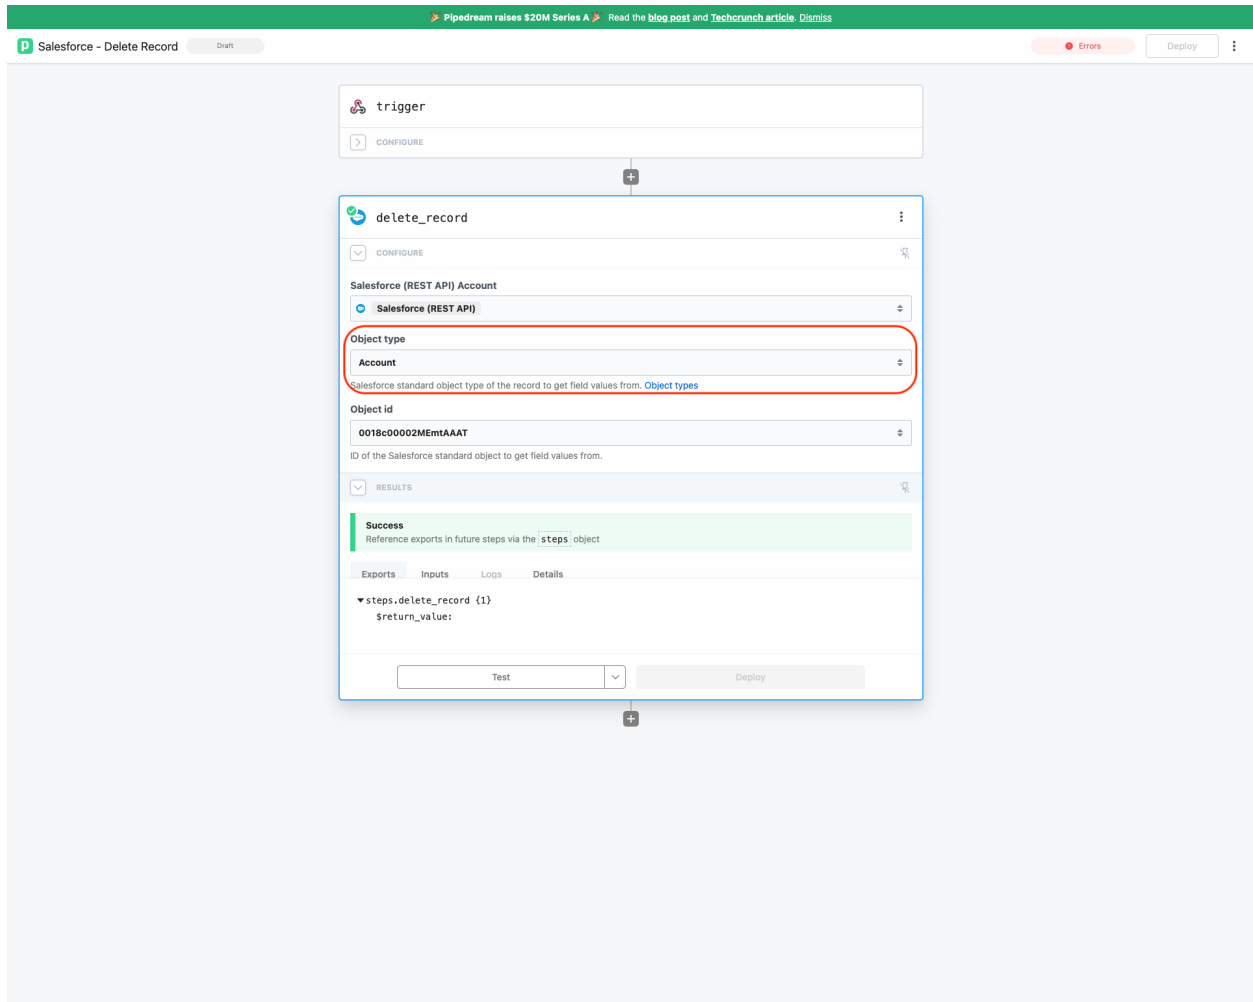 🎉 Pipedream raises $20M Series A 🎉 Read the blog post and Techcrunch article. Dismiss
p Salesforce - Delete Record Draft Errors Deploy
trigger
CONFIGURE
delete_record
CONFIGURE
Salesforce (REST API) Account
Salesforce (REST API)
Object type
Account
Salesforce standard object type of the record to get field values from. Object types
Object id
0018c00002MEmtAAAT
ID of the Salesforce standard object to get field values from.
RESULTS
Success
Reference exports in future steps via the steps object
Exports Inputs Logs Details
steps.delete_record {1}
$return_value:
Test Deploy